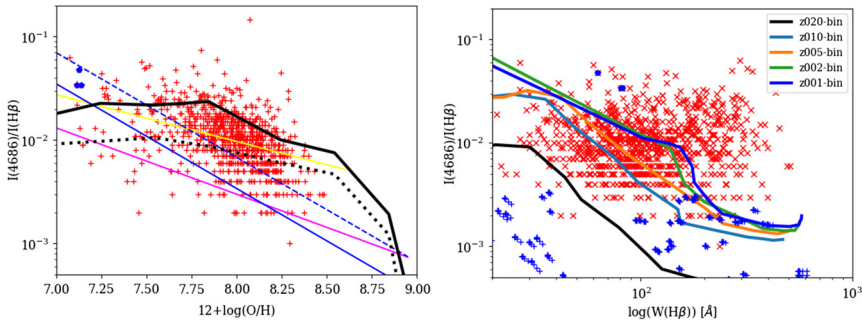 10⁻¹
10⁻²
10⁻³
I(4686)/I(Hβ)
7.00 7.25 7.50 7.75 8.00 8.25 8.50 8.75 9.00
12+log(O/H)
10⁻¹
10⁻²
10⁻³
I(4686)/I(Hβ)
z020-bin
z010-bin
z005-bin
z002-bin
z001-bin
10² 10³
log(W(Hβ)) [Å]